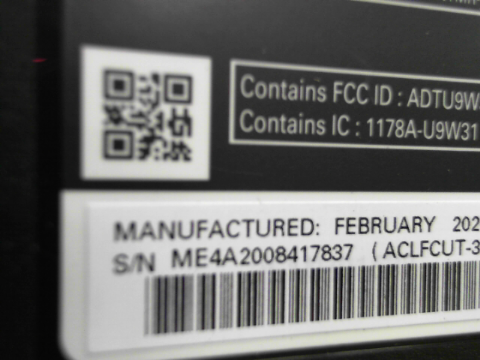 Contains FCC ID : ADTU9W
Contains IC : 1178A-U9W31
MANUFACTURED: FEBRUARY 202
S/N ME4A2008417837 (ACLFCUT-3